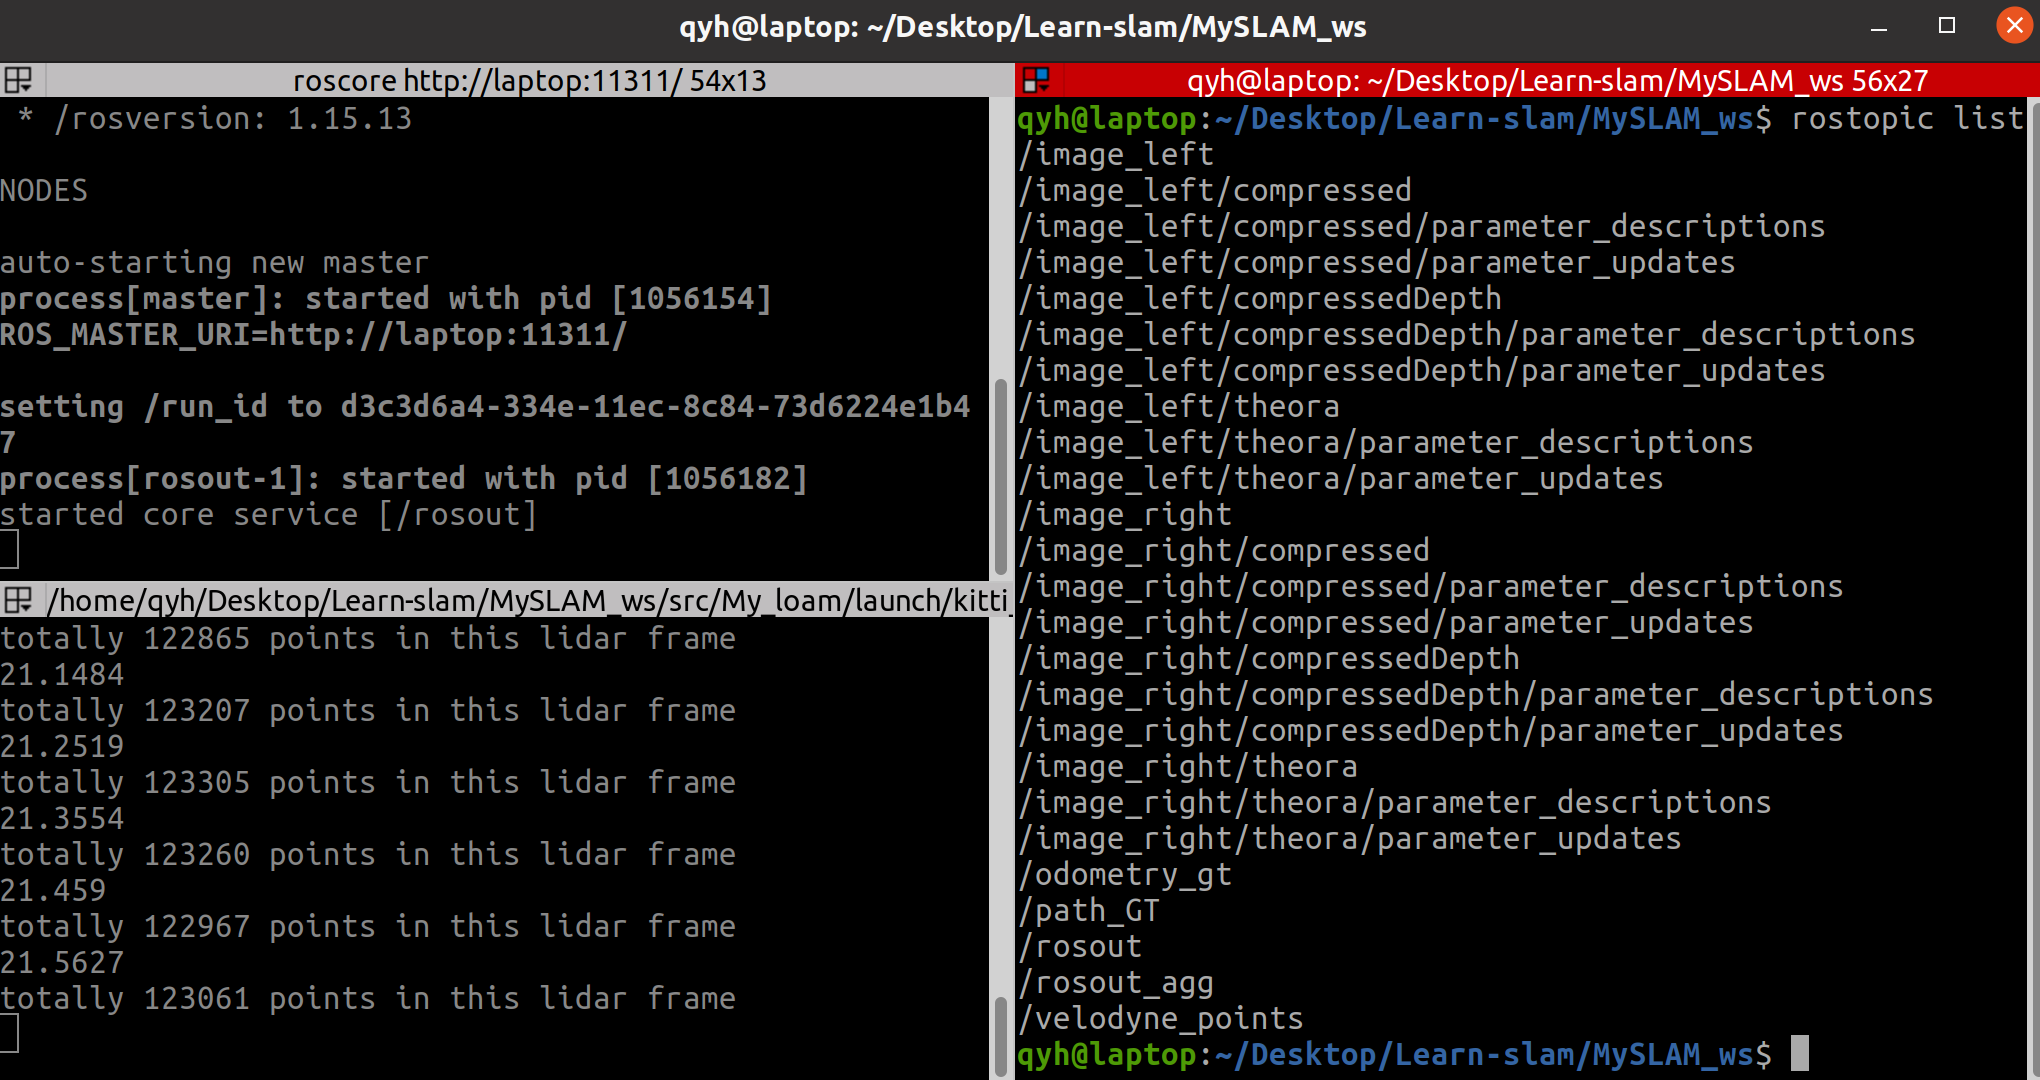 qyh@laptop: ~/Desktop/Learn-slam/MySLAM_ws
roscore http://laptop:11311/ 54x13
* /rosversion: 1.15.13
NODES
auto-starting new master
process[master]: started with pid [1056154]
ROS_MASTER_URI=http://laptop:11311/
setting /run_id to d3c3d6a4-334e-11ec-8c84-73d6224e1b4
7
process[rosout-1]: started with pid [1056182]
started core service [/rosout]
/home/qyh/Desktop/Learn-slam/MySLAM_ws/src/My_loam/launch/kitti_
totally 122865 points in this lidar frame
21.1484
totally 123207 points in this lidar frame
21.2519
totally 123305 points in this lidar frame
21.3554
totally 123260 points in this lidar frame
21.459
totally 122967 points in this lidar frame
21.5627
totally 123061 points in this lidar frame
qyh@laptop: ~/Desktop/Learn-slam/MySLAM_ws 56x27
qyh@laptop:~/Desktop/Learn-slam/MySLAM_ws$ rostopic list
/image_left
/image_left/compressed
/image_left/compressed/parameter_descriptions
/image_left/compressed/parameter_updates
/image_left/compressedDepth
/image_left/compressedDepth/parameter_descriptions
/image_left/compressedDepth/parameter_updates
/image_left/theora
/image_left/theora/parameter_descriptions
/image_left/theora/parameter_updates
/image_right
/image_right/compressed
/image_right/compressed/parameter_descriptions
/image_right/compressed/parameter_updates
/image_right/compressedDepth
/image_right/compressedDepth/parameter_descriptions
/image_right/compressedDepth/parameter_updates
/image_right/theora
/image_right/theora/parameter_descriptions
/image_right/theora/parameter_updates
/odometry_gt
/path_GT
/rosout
/rosout_agg
/velodyne_points
qyh@laptop:~/Desktop/Learn-slam/MySLAM_ws$